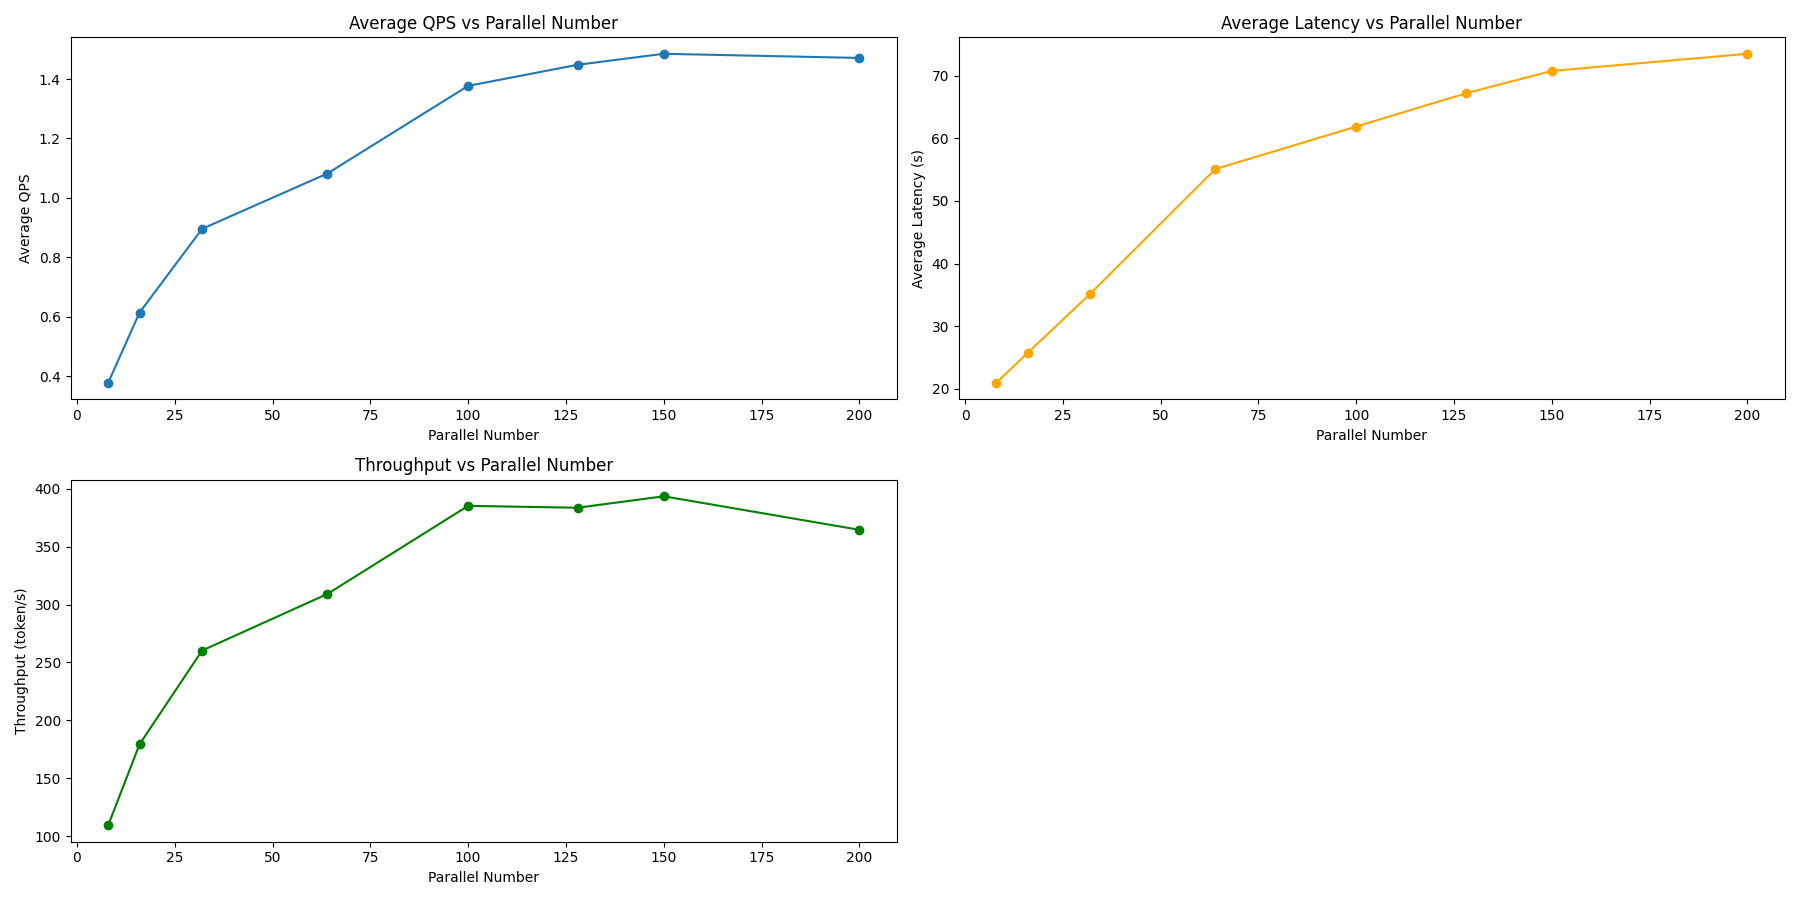 Average QPS vs Parallel Number
Average QPS
1.4
1.2
1.0
0.8
0.6
0.4
0 25 50 75 100 125 150 175 200
Parallel Number
Average Latency vs Parallel Number
Average Latency (s)
70
60
50
40
30
20
0 25 50 75 100 125 150 175 200
Parallel Number
Throughput vs Parallel Number
Throughput (token/s)
400
350
300
250
200
150
100
0 25 50 75 100 125 150 175 200
Parallel Number